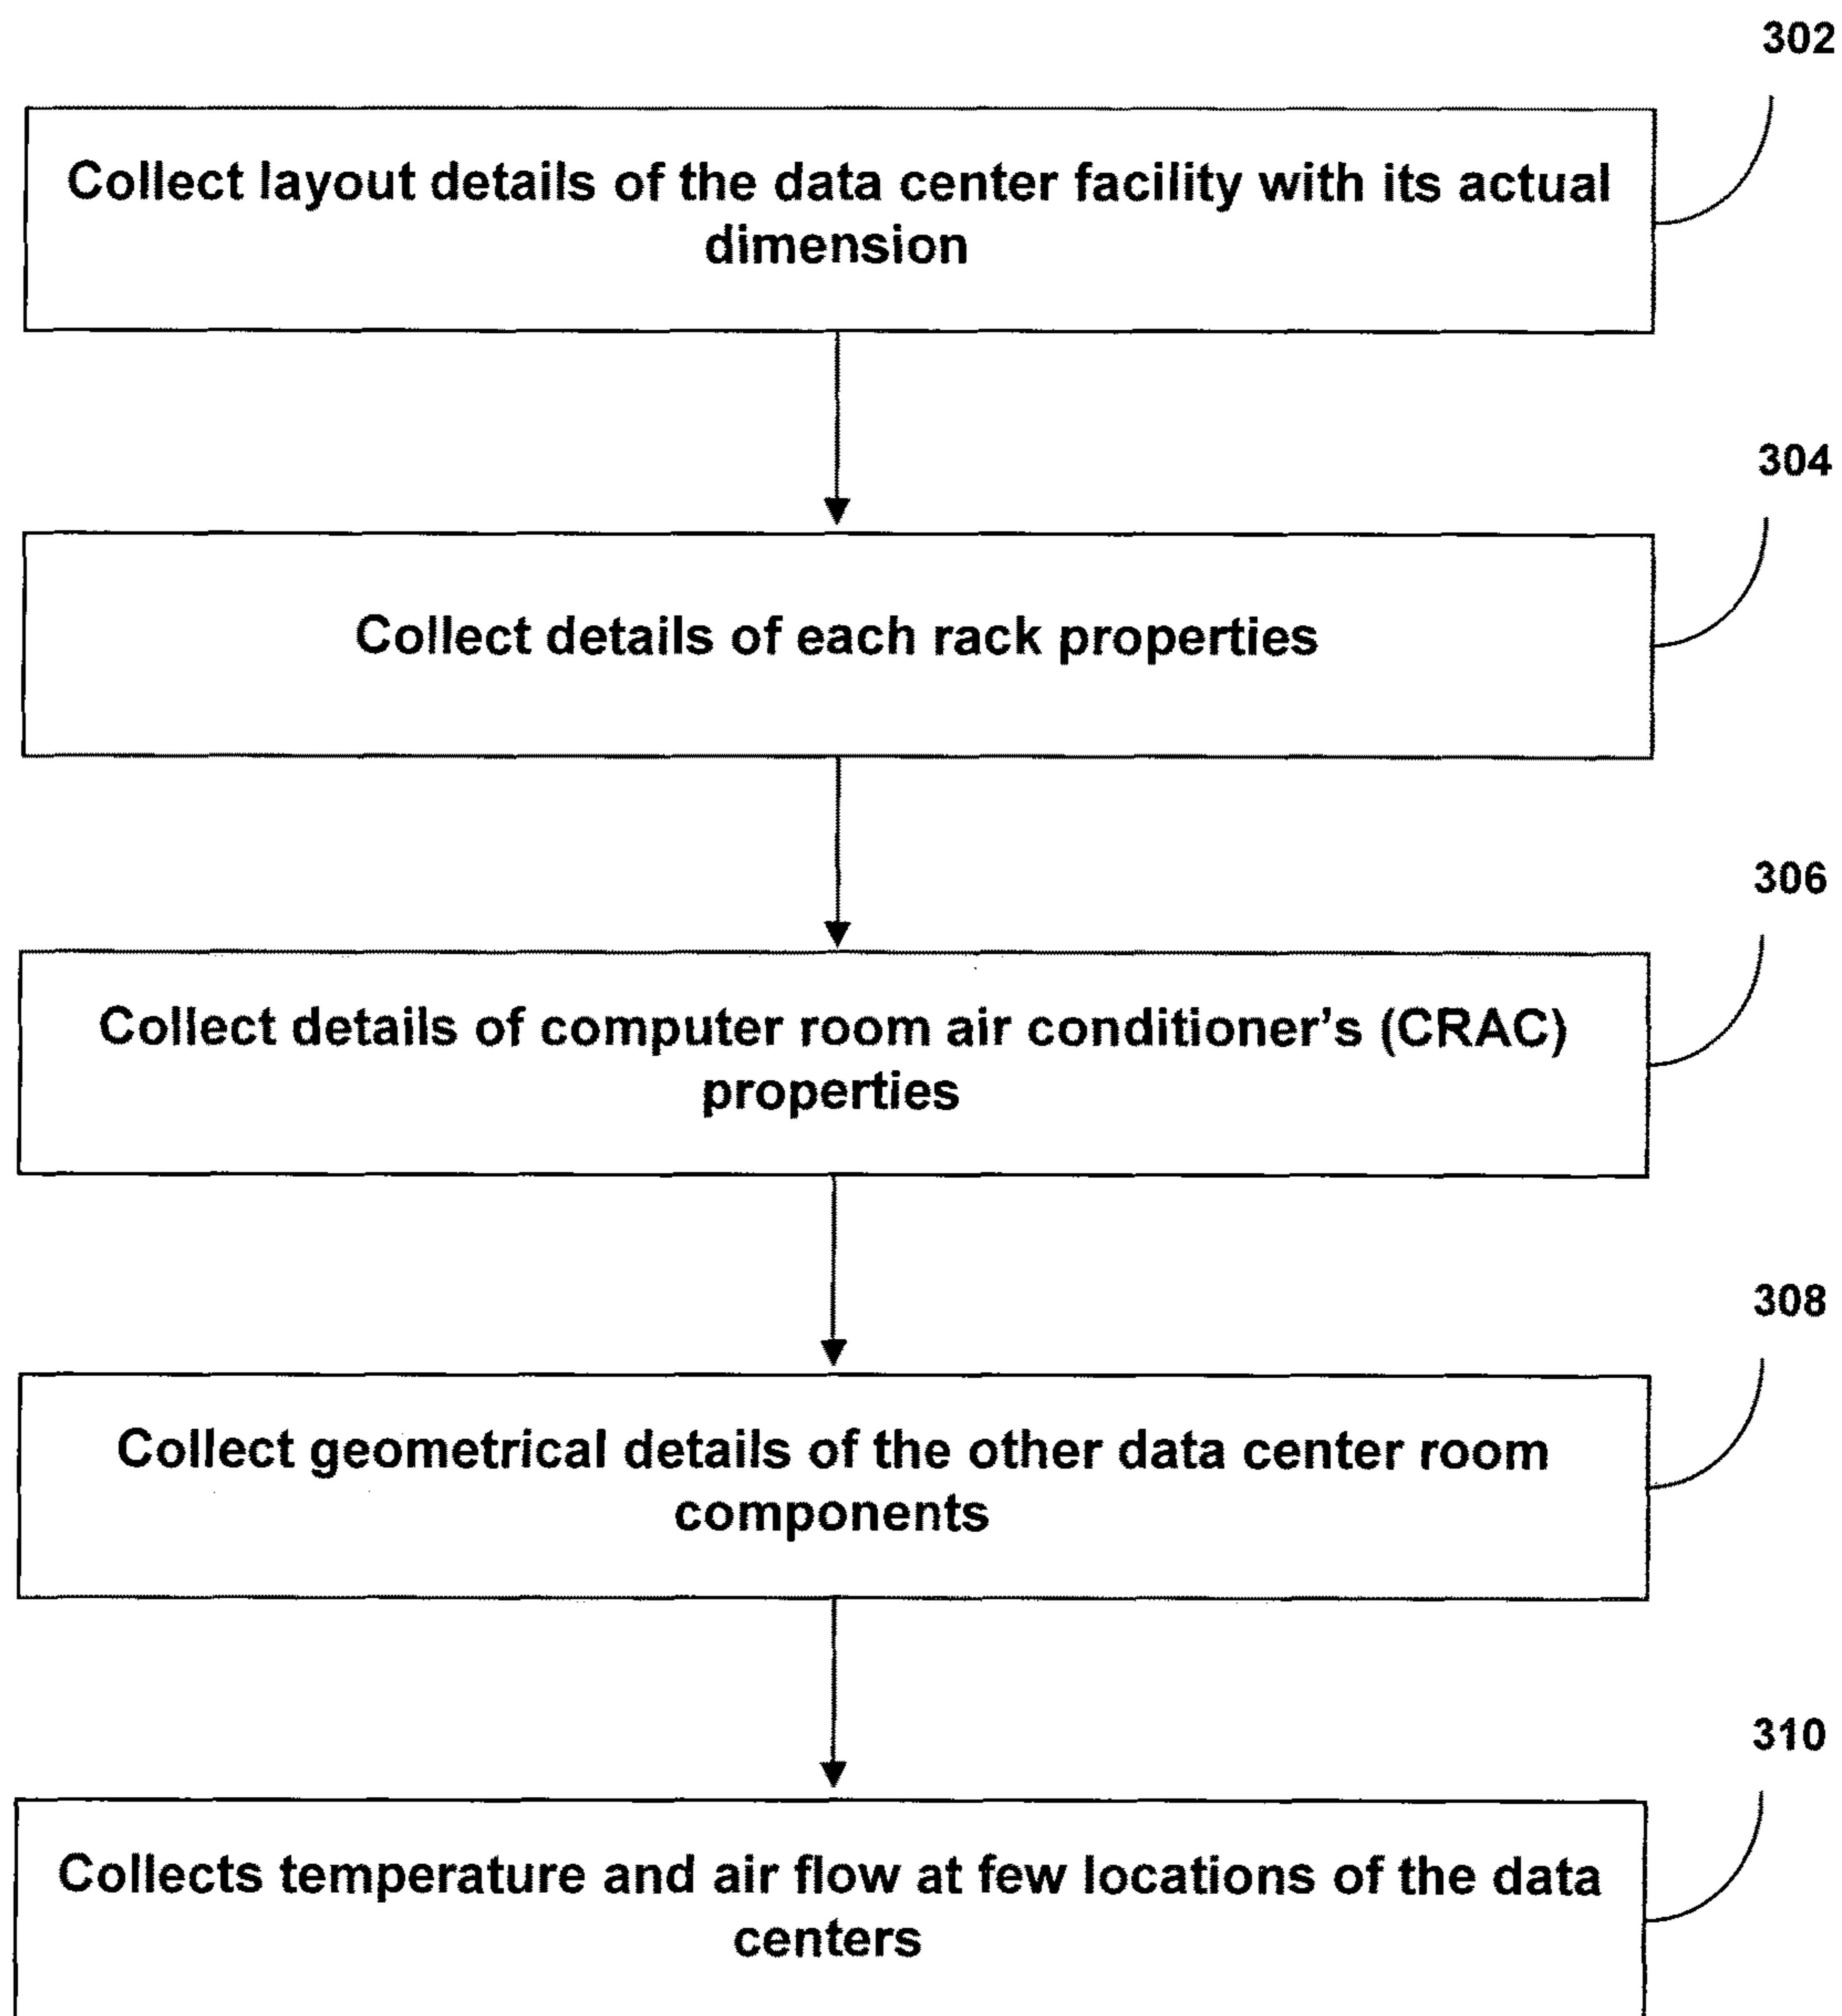 302
Collect layout details of the data center facility with its actual
dimension
304
Collect details of each rack properties
306
Collect details of computer room air conditioner's (CRAC)
properties
308
Collect geometrical details of the other data center room
components
310
Collects temperature and air flow at few locations of the data
centers